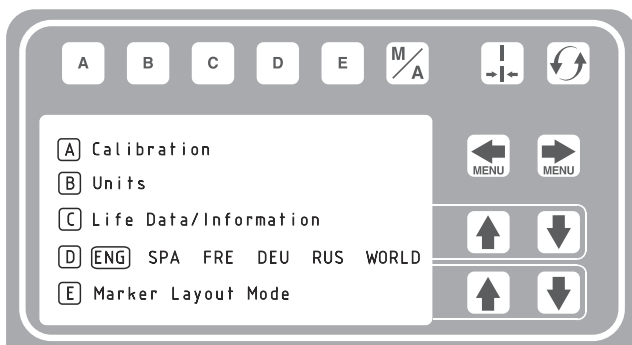 A B C D E M/A
MENU MENU
A Calibration
B Units
C Life Data/Information
D ENG SPA FRE DEU RUS WORLD
E Marker Layout Mode